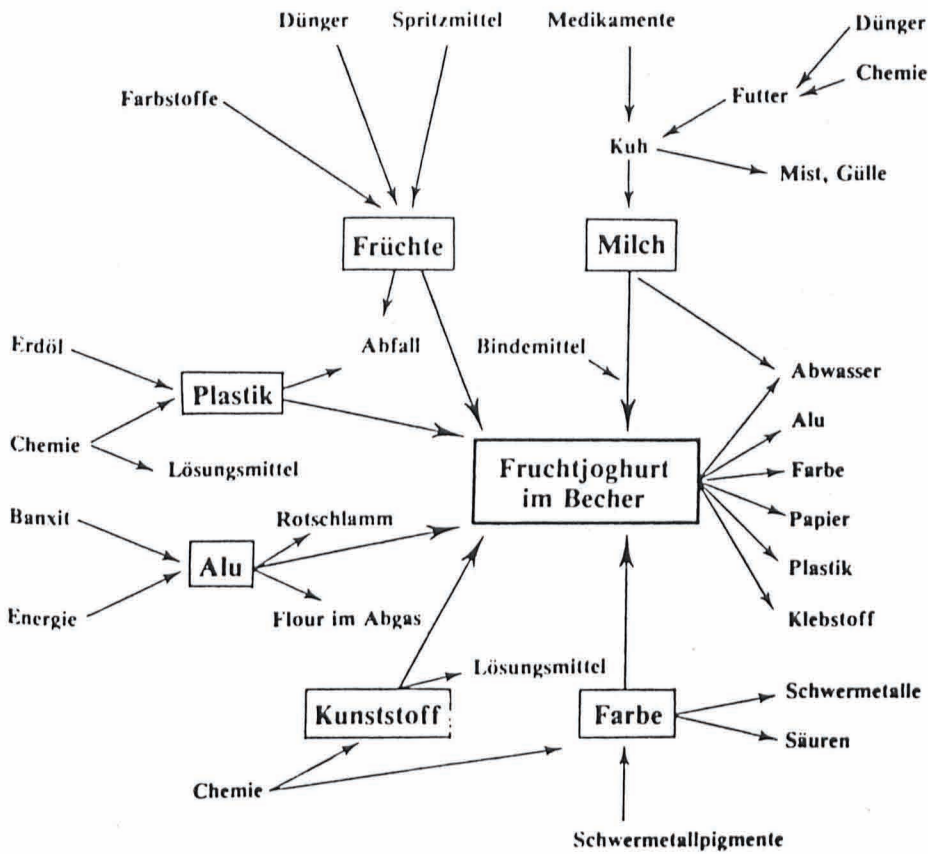 Dünger
Spritzmittel
Medikamente
Dünger
Farbstoffe
Futter
Chemie
Kuh
Mist, Gülle
Früchte
Milch
Erdöl
Abfall
Bindemittel
Abwasser
Plastik
Alu
Chemie
Lösungsmittel
Fruchtjoghurt
im Becher
Farbe
Banxit
Rotschlamm
Papier
Alu
Plastik
Energie
Flour im Abgas
Klebstoff
Lösungsmittel
Kunststoff
Farbe
Schwermetalle
Säuren
Chemie
Schwermetallpigmente